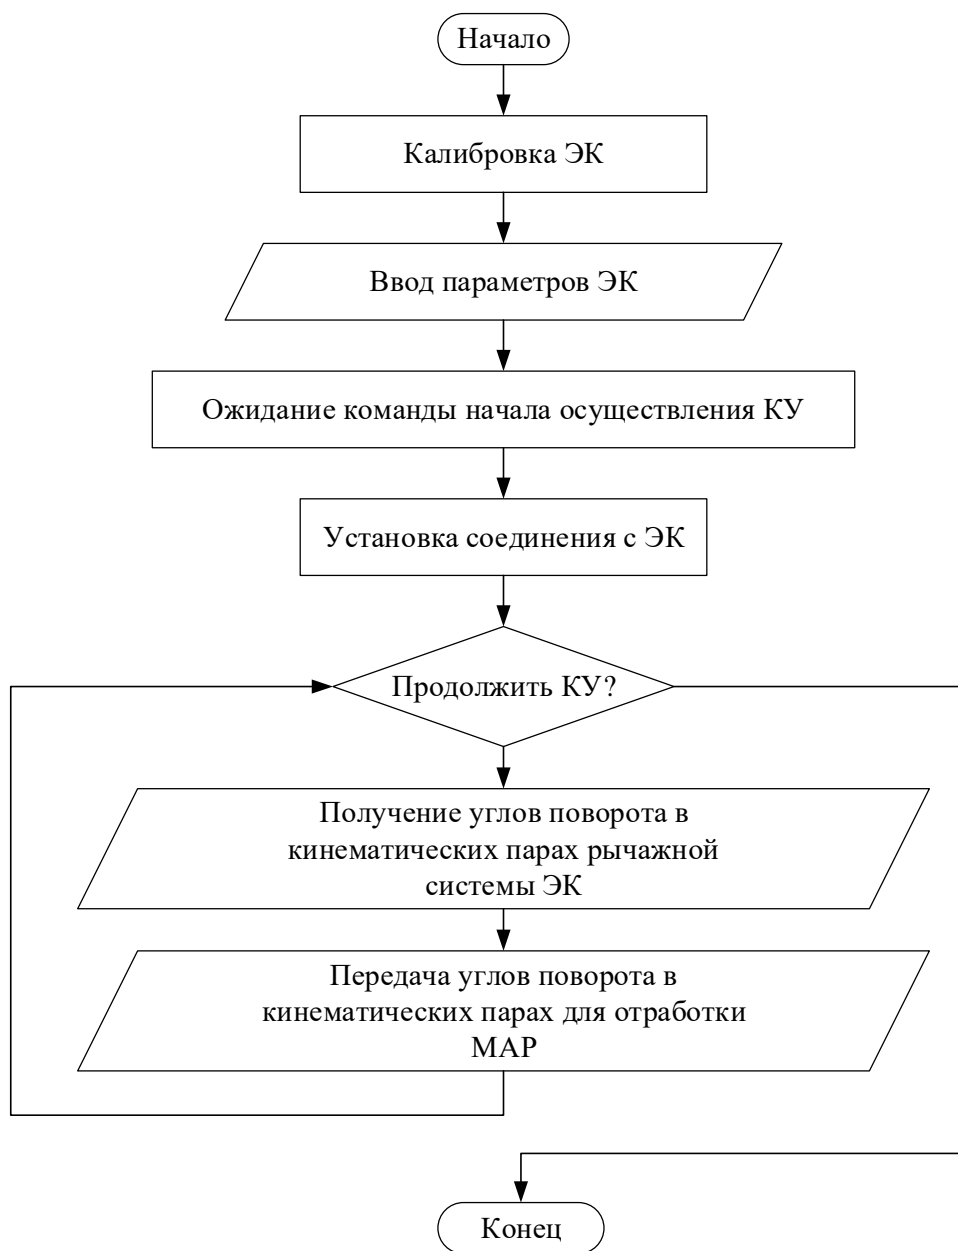 Начало
Калибровка ЭК
Ввод параметров ЭК
Ожидание команды начала осуществления КУ
Установка соединения с ЭК
Продолжить КУ?
Получение углов поворота в
кинематических парах рычажной
системы ЭК
Передача углов поворота в
кинематических парах для отработки
МАР
Конец